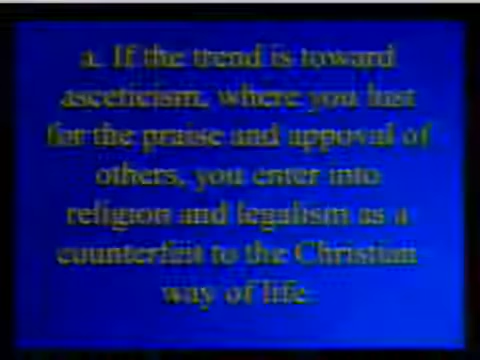 a. If the trend is toward
asceticism, where you lust
for the praise and appoval of
others, you enter into
religion and legalism as a
counterfeit to the Christian
way of life.